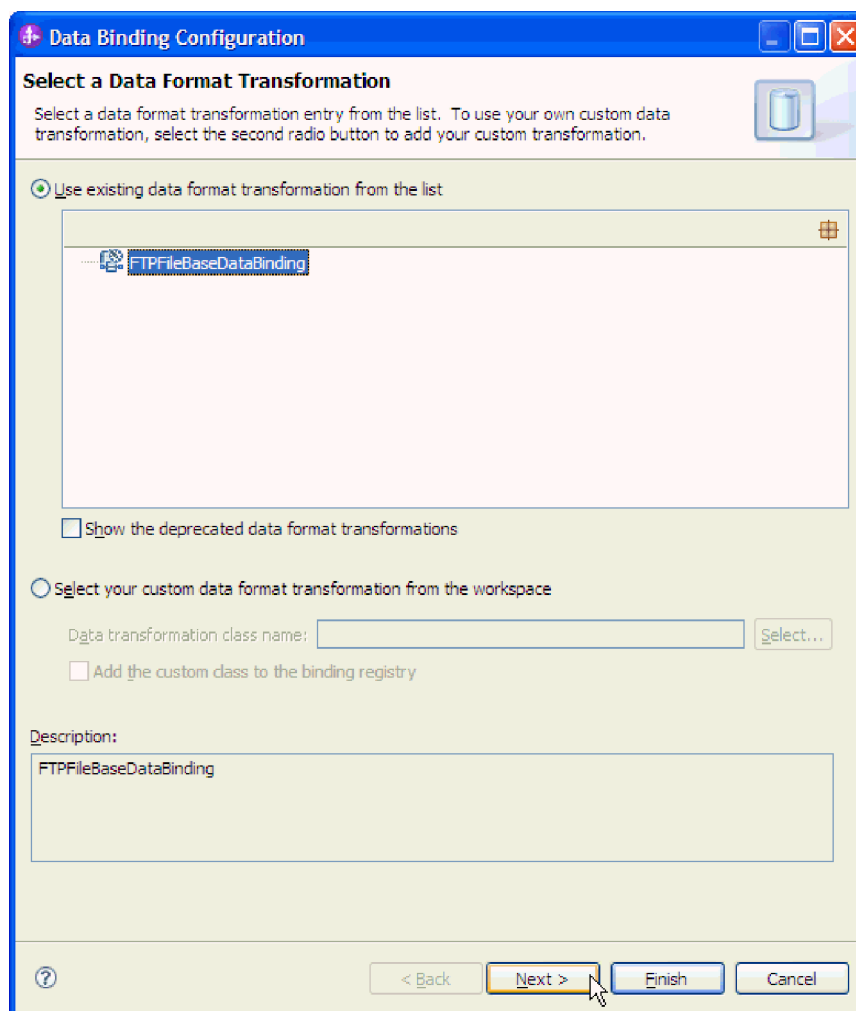 Data Binding Configuration
Select a Data Format Transformation
Select a data format transformation entry from the list. To use your own custom data
transformation, select the second radio button to add your custom transformation.
Use existing data format transformation from the list
FTPFileBaseDataBinding
Show the deprecated data format transformations
Select your custom data format transformation from the workspace
Data transformation class name:
Select...
Add the custom class to the binding registry
Description:
FTPFileBaseDataBinding
?
< Back
Next >
Finish
Cancel